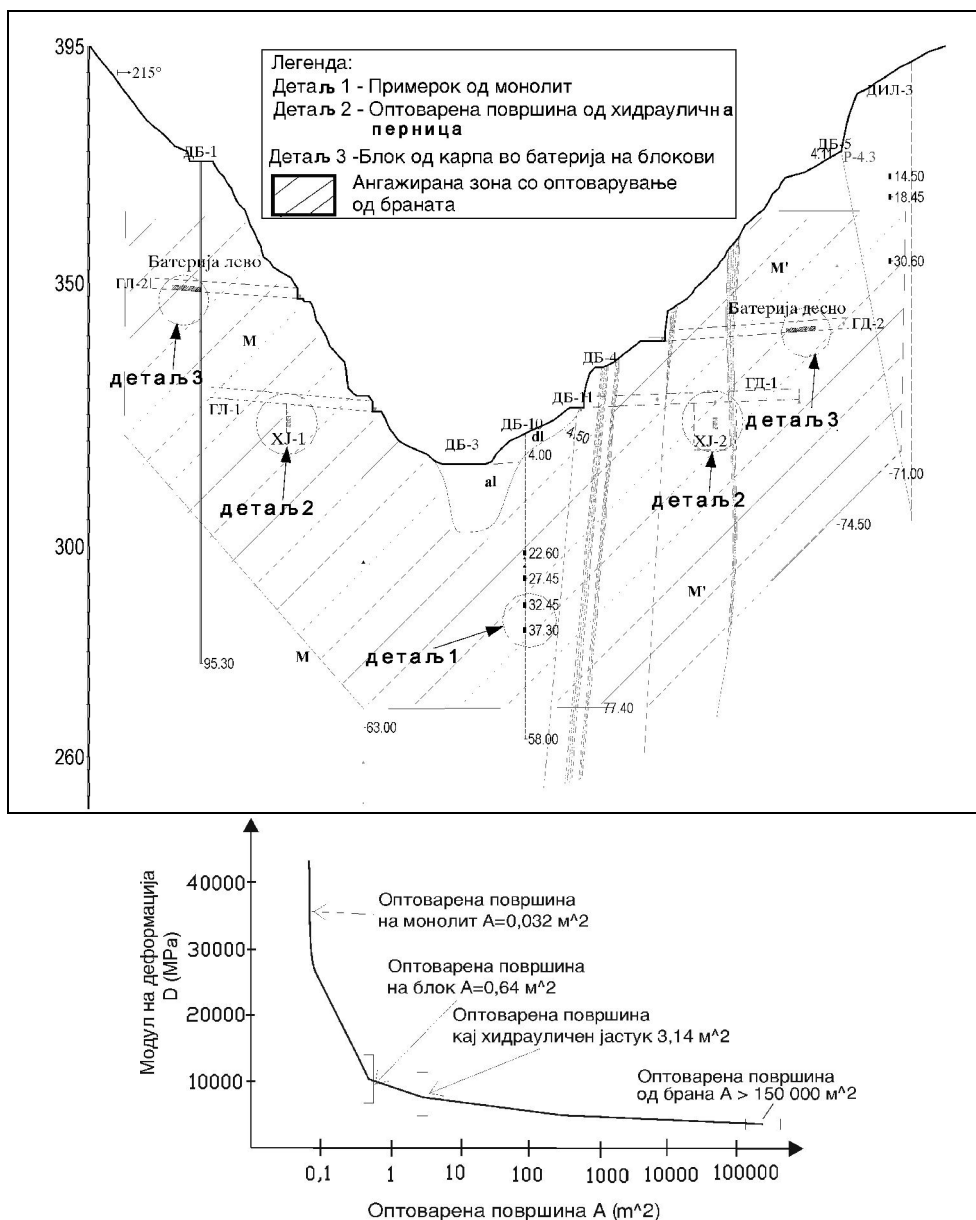 395
350
300
260
215°
Легенда:
Детаљ 1 - Примерок од монолит
Детаљ 2 - Оптоварена површина од хидраулична
перница
Детаљ 3 -Блок од карпа во батерија на блокови
Ангажирана зона со оптоварување
од браната
ДИЛ-3
ДБ-1
ДБ-5
4.11
Р-4.3
14.50
18.45
30.60
Батерија лево
ГЛ-2
М
М'
Батерија десно
ГД-2
детаљ3
ДБ-4
ГД-1
ГЛ-1
ХЈ-1
ДБ-11
ДБ-10
ДБ-3
dl
4.50
4.00
al
ХЈ-2
детаљ3
детаљ2
детаљ2
-71.00
-74.50
22.60
27.45
32.45
37.30
М'
детаљ1
М
95.30
-63.00
77.40
-58.00
Модул на деформација
D (MPa)
40000
30000
20000
10000
Оптоварена површина
на монолит А=0,032 м^2
Оптоварена површина
на блок А=0,64 м^2
Оптоварена површина
кај хидрауличен јастук 3,14 м^2
Оптоварена површина
од брана А > 150 000 м^2
0,1 1 10 100 1000 10000 100000
Оптоварена површина А (m^2)